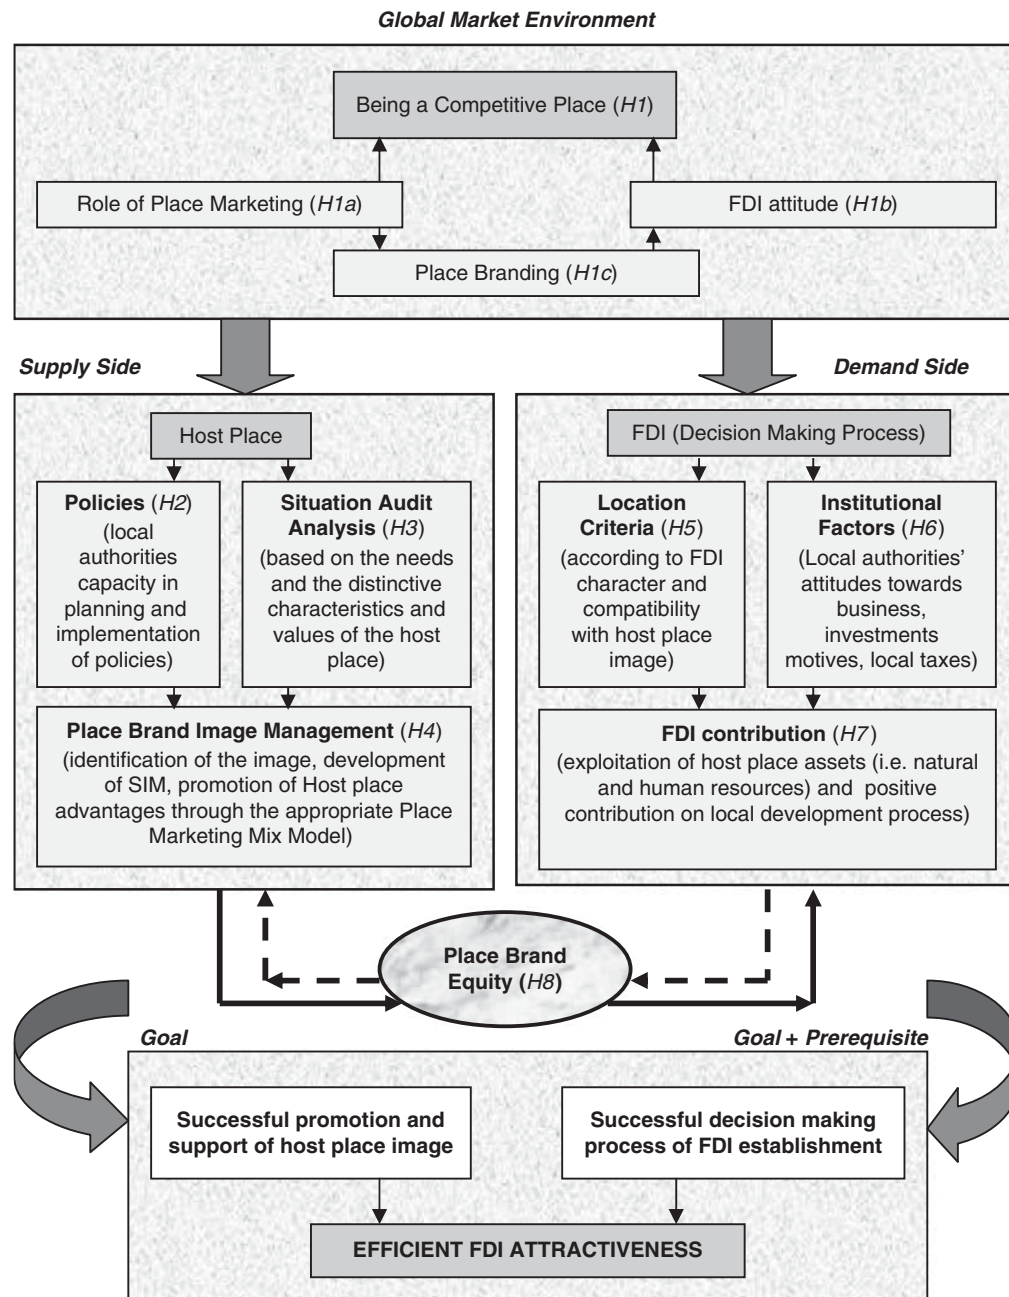 Global Market Environment
Being a Competitive Place (H1)
Role of Place Marketing (H1a)
FDI attitude (H1b)
Place Branding (H1c)
Supply Side
Demand Side
Host Place
Policies (H2)
(local
authorities
capacity in
planning and
implementation
of policies)
Situation Audit
Analysis (H3)
(based on the needs
and the distinctive
characteristics and
values of the host
place)
Place Brand Image Management (H4)
(identification of the image, development
of SIM, promotion of Host place
advantages through the appropriate Place
Marketing Mix Model)
FDI (Decision Making Process)
Location
Criteria (H5)
(according to FDI
character and
compatibility
with host place
image)
Institutional
Factors (H6)
(Local authorities’
attitudes towards
business,
investments
motives, local taxes)
FDI contribution (H7)
(exploitation of host place assets (i.e. natural
and human resources) and positive
contribution on local development process)
Place Brand
Equity (H8)
Goal
Goal + Prerequisite
Successful promotion and
support of host place image
Successful decision making
process of FDI establishment
EFFICIENT FDI ATTRACTIVENESS